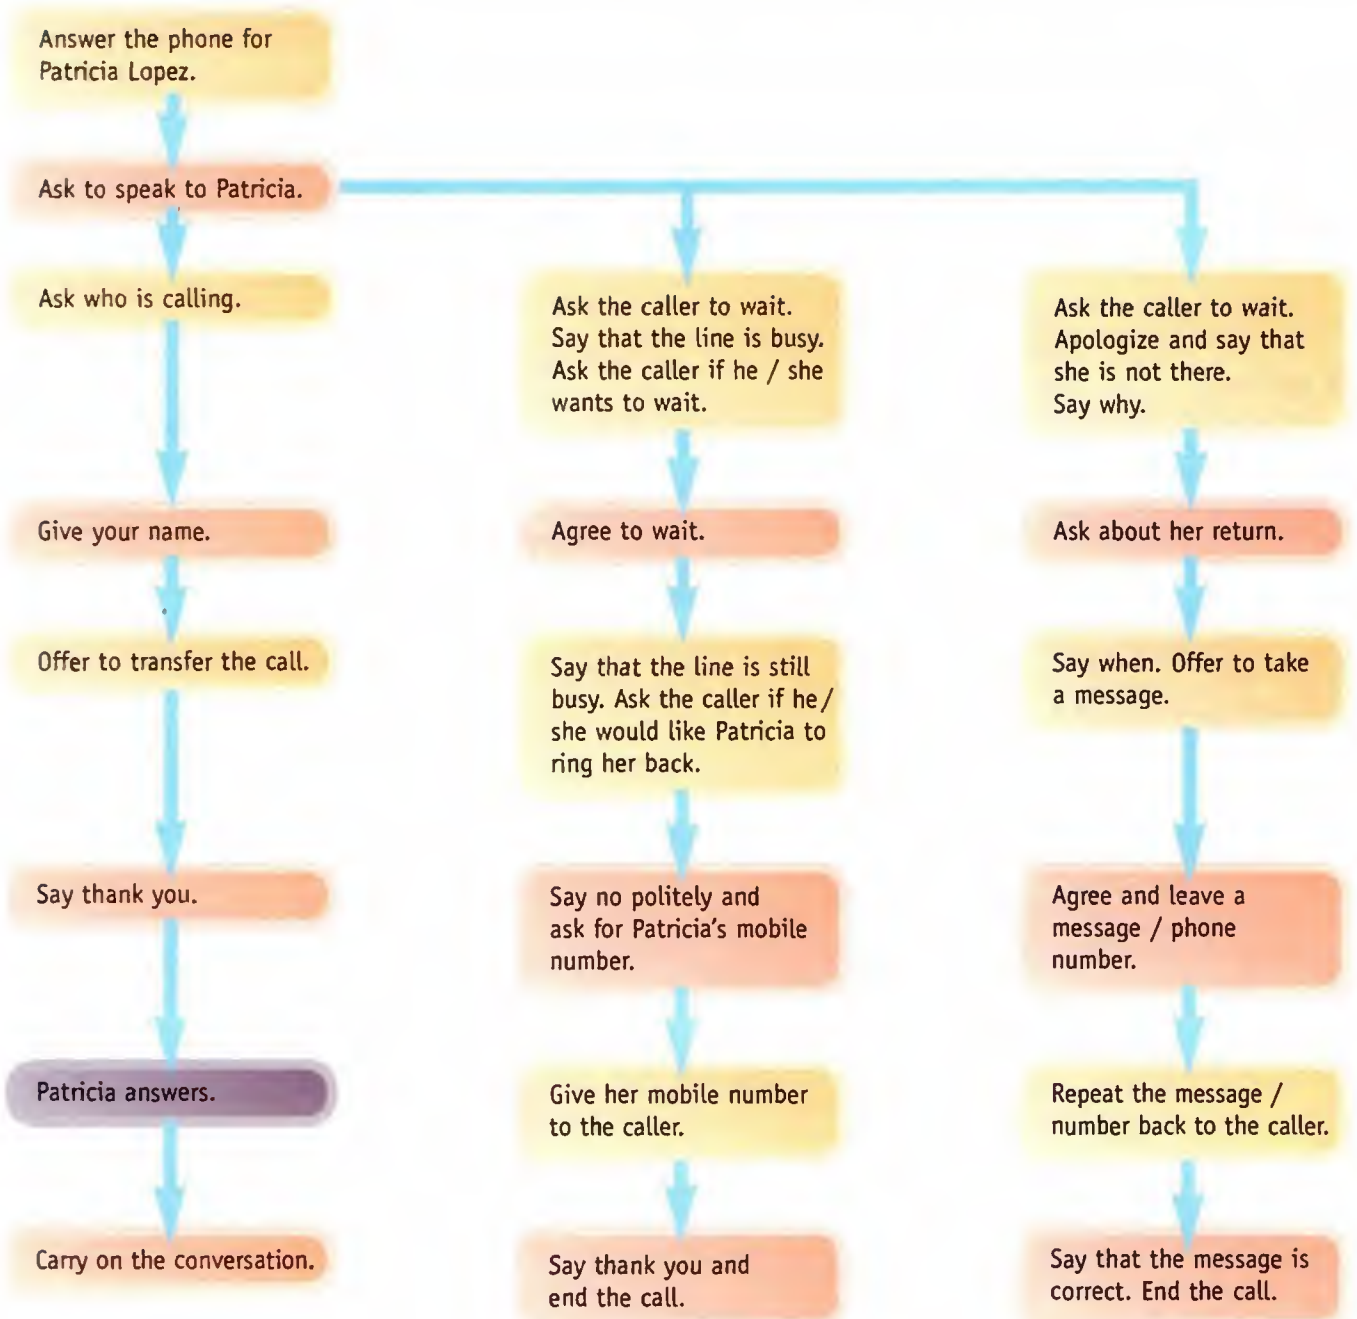 Answer the phone for
Patricia Lopez.
Ask to speak to Patricia.
Ask who is calling.
Give your name.
Offer to transfer the call.
Say thank you.
Patricia answers.
Carry on the conversation.
Ask the caller to wait.
Say that the line is busy.
Ask the caller if he / she
wants to wait.
Agree to wait.
Say that the line is still
busy. Ask the caller if he /
she would like Patricia to
ring her back.
Say no politely and
ask for Patricia's mobile
number.
Give her mobile number
to the caller.
Say thank you and
end the call.
Ask the caller to wait.
Apologize and say that
she is not there.
Say why.
Ask about her return.
Say when. Offer to take
a message.
Agree and leave a
message / phone
number.
Repeat the message /
number back to the caller.
Say that the message is
correct. End the call.